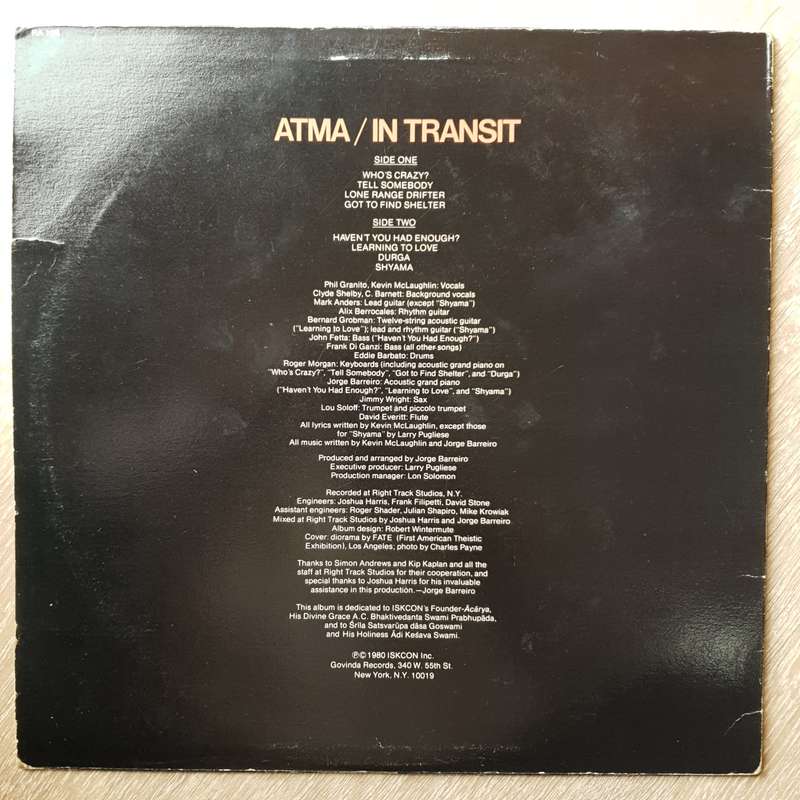 ATMA / IN TRANSIT
SIDE ONE
WHO'S CRAZY?
TELL SOMEBODY
LONE RANGE DRIFTER
GOT TO FIND SHELTER
SIDE TWO
HAVEN'T YOU HAD ENOUGH?
LEARNING TO LOVE
DURGA
SHYAMA
Phil Granito, Kevin McLaughlin: Vocals
Clyde Shelby, C. Barnett: Background vocals
Mark Anders: Lead guitar (except "Shyama")
Alix Berrocales: Rhythm guitar
Bernard Grobman: Twelve-string acoustic guitar
("Learning to Love"); lead and rhythm guitar ("Shyama")
John Fetta: Bass ("Haven't You Had Enough?")
Frank Di Ganzi: Bass (all other songs)
Eddie Barbato: Drums
Roger Morgan: Keyboards (including acoustic grand piano on
"Who's Crazy?", "Tell Somebody", "Got to Find Shelter", and "Durga")
Jorge Barreiro: Acoustic grand piano
("Haven't You Had Enough?", "Learning to Love", and "Shyama")
Jimmy Wright: Sax
Lou Soloff: Trumpet and piccolo trumpet
David Everitt: Flute
All lyrics written by Kevin McLaughlin, except those
for "Shyama" by Larry Pugliese
All music written by Kevin McLaughlin and Jorge Barreiro
Produced and arranged by Jorge Barreiro
Executive producer: Larry Pugliese
Production manager: Lon Solomon
Recorded at Right Track Studios, N.Y.
Engineers: Joshua Harris, Frank Filipetti, David Stone
Assistant engineers: Roger Shader, Julian Shapiro, Mike Krowiak
Mixed at Right Track Studios by Joshua Harris and Jorge Barreiro
Album design: Robert Wintermute
Cover: diorama by FATE (First American Theistic
Exhibition), Los Angeles; photo by Charles Payne
Thanks to Simon Andrews and Kip Kaplan and all the
staff at Right Track Studios for their cooperation, and
special thanks to Joshua Harris for his invaluable
assistance in this production.—Jorge Barreiro
This album is dedicated to ISKCON's Founder-Ācārya,
His Divine Grace A.C. Bhaktivedanta Swami Prabhupāda,
and to Śrīla Satsvarūpa dāsa Goswami
and His Holiness Ādi Keśava Swami.
℗©1980 ISKCON Inc.
Govinda Records, 340 W. 55th St.
New York, N.Y. 10019